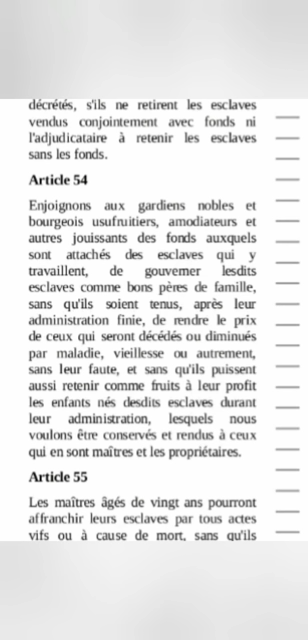 décrétés, s'ils ne retirent les esclaves
vendus conjointement avec fonds ni
l'adjudicataire à retenir les esclaves
sans les fonds.
Article 54
Enjoignons aux gardiens nobles et
bourgeois usufruitiers, amodiateurs et
autres jouissants des fonds auxquels
sont attachés des esclaves qui y
travaillent, de gouvemer lesdits
esclaves comme bons pères de famille,
sans qu'ils soient tenus, après leur
administration finie, de rendre le prix
de ceux qui seront décédés ou diminués
par maladie, vieillesse ou autrement,
sans leur faute, et sans qu'ils puissent
aussi retenir comme fruits à leur profit
les enfants nés desdits esclaves durant
leur administration, lesquels nous
voulons être conservés et rendus à ceux
qui en sont maîtres et les propriétaires.
Article 55
Les maîtres âgés de vingt ans pourront
affranchir leurs esclaves par tous actes
vifs ou à cause de mort, sans qu'ils